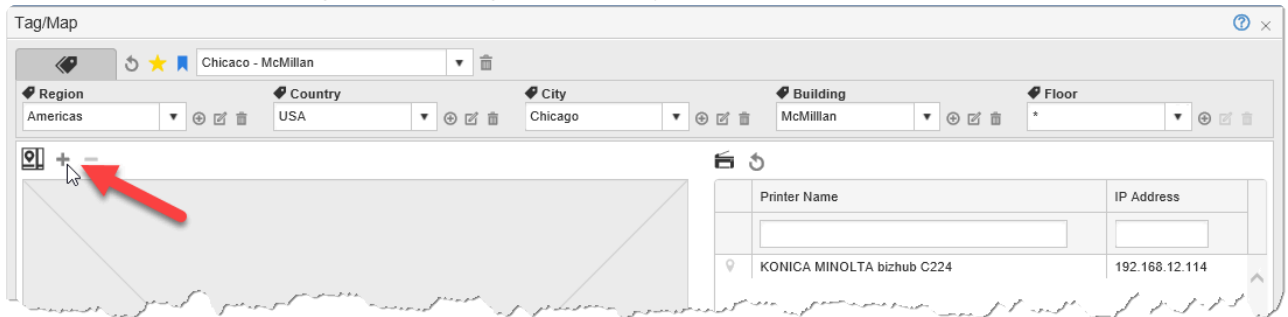 Tag/Map
Chicaco - McMillan
Region Country City Building Floor
Americas USA Chicago McMilllan *
Printer Name IP Address
KONICA MINOLTA bizhub C224 192.168.12.114